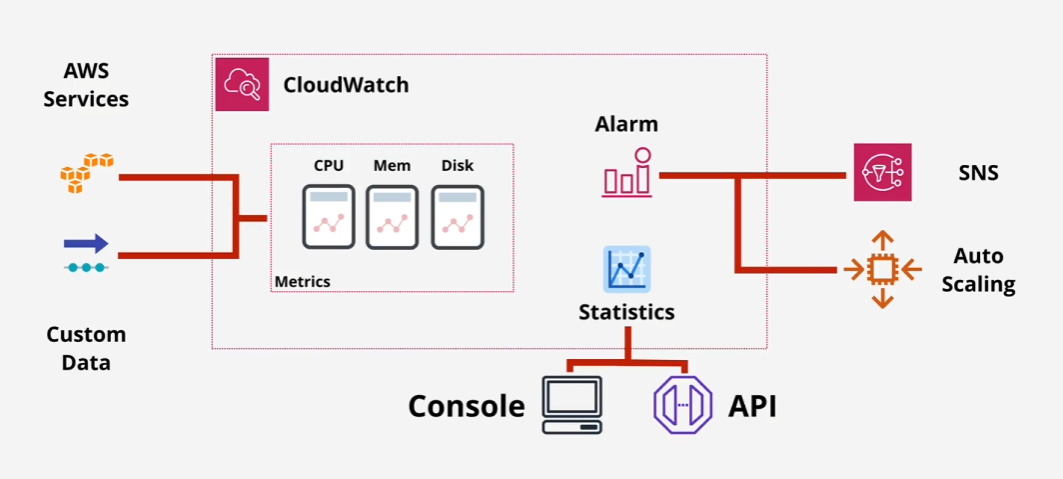 AWS
Services
CloudWatch
CPU
Mem
Disk
Metrics
Alarm
Statistics
SNS
Auto
Scaling
Custom
Data
Console
API